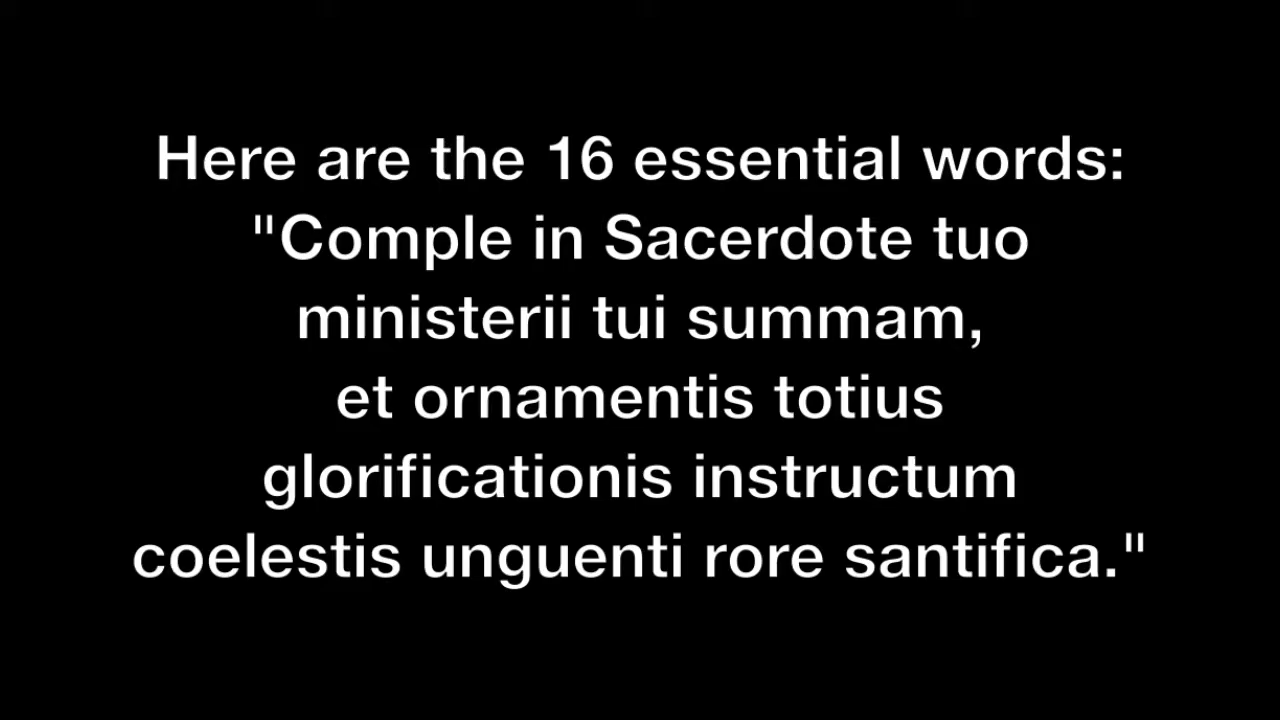 Here are the 16 essential words:
"Comple in Sacerdote tuo
ministerii tui summam,
et ornamentis totius
glorificationis instructum
coelestis unguenti rore santifica."